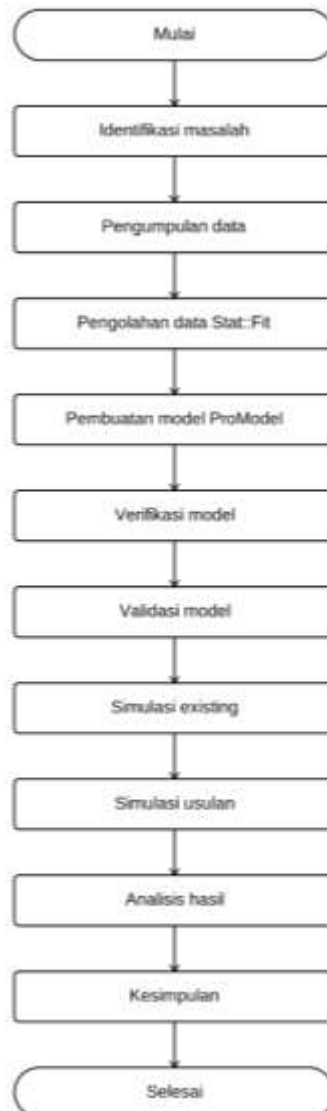 Mulai
Identifikasi masalah
Pengumpulan data
Pengolahan data Stat::Fit
Pembuatan model ProModel
Verifikasi model
Validasi model
Simulasi existing
Simulasi usulan
Analisis hasil
Kesimpulan
Selesai